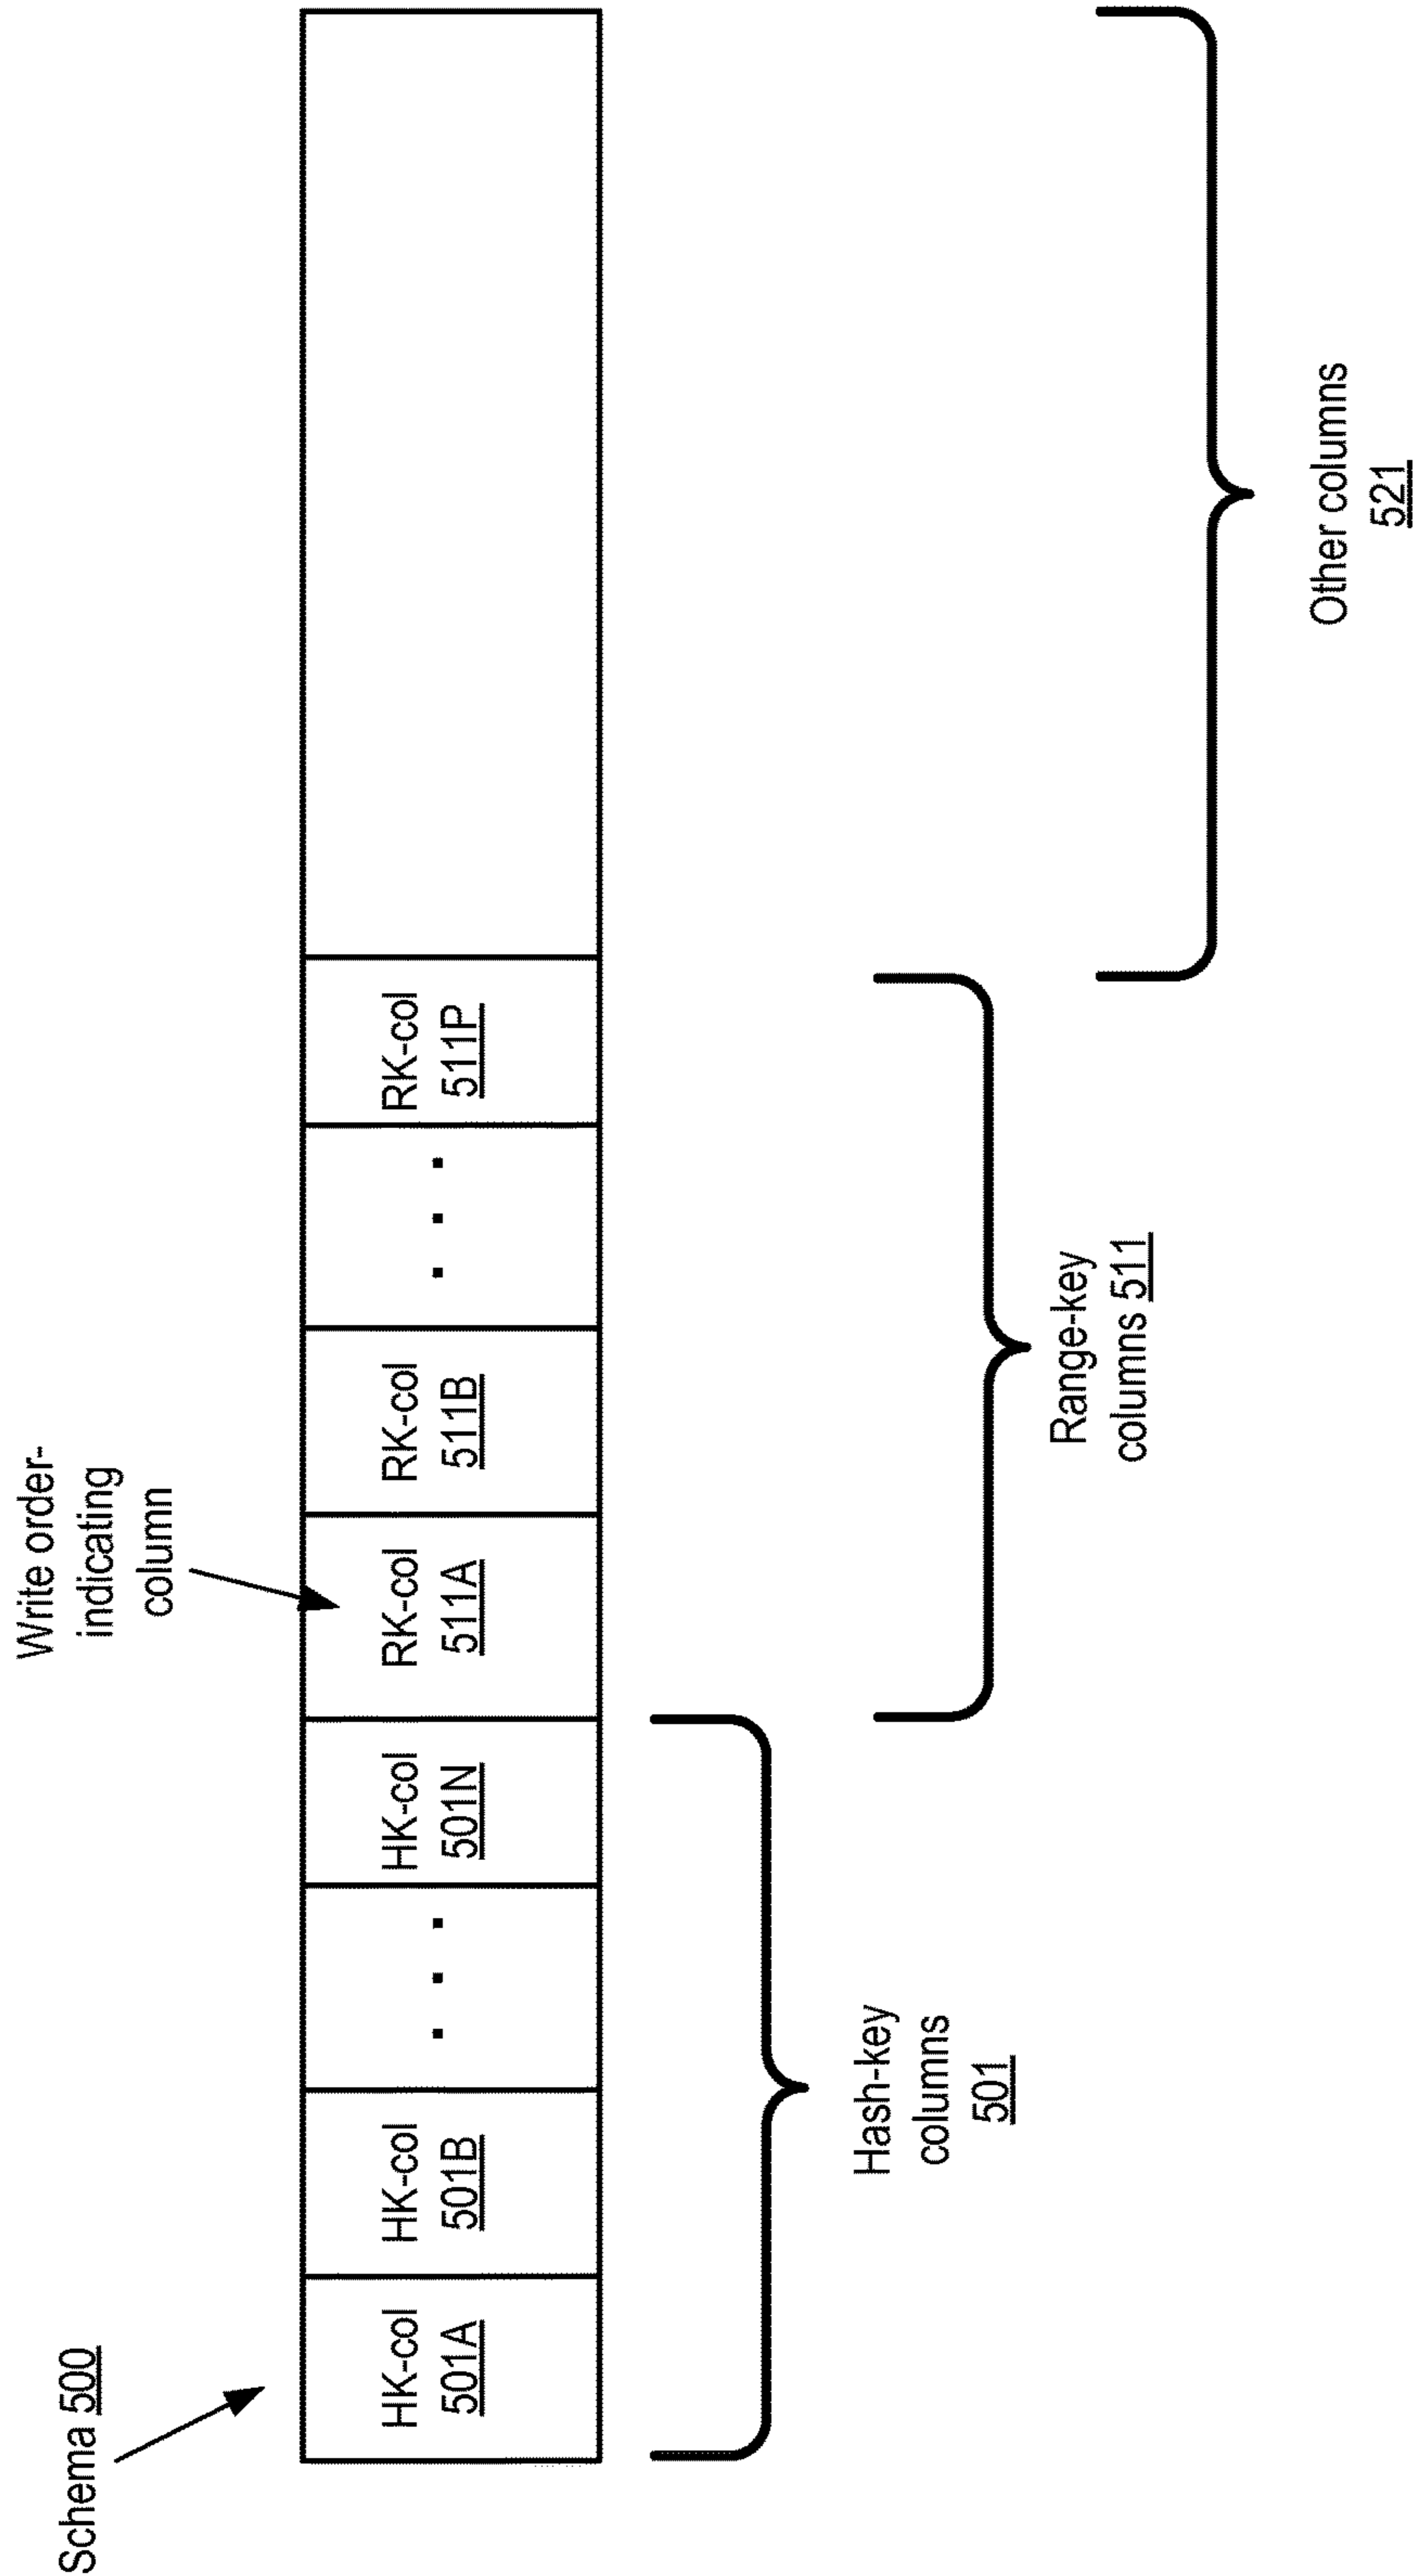 Schema 500
Write order-
indicating
column
HK-col
501A
HK-col
501B
. . .
HK-col
501N
RK-col
511A
RK-col
511B
. . .
RK-col
511P
Hash-key
columns
501
Range-key
columns 511
Other columns
521